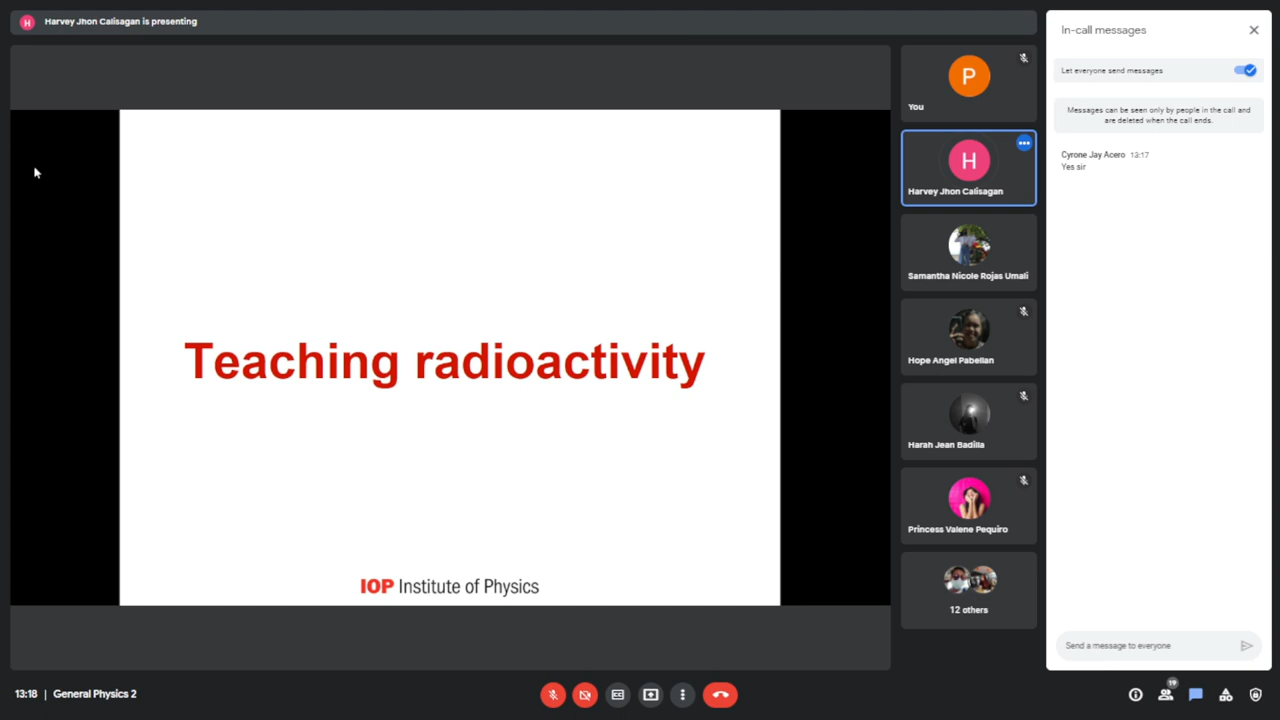 H Harvey Jhon Calisagan is presenting
Teaching radioactivity
IOP Institute of Physics
P
You
H
Harvey Jhon Calisagan
Samantha Nicole Rojas Umali
Hope Angel Pabellan
Harah Jean Badilla
Princess Valene Pequiro
12 others
In-call messages
Let everyone send messages
Messages can be seen only by people in the call and
are deleted when the call ends.
Cyrone Jay Acero 13:17
Yes sir
Send a message to everyone
13:18 | General Physics 2
19